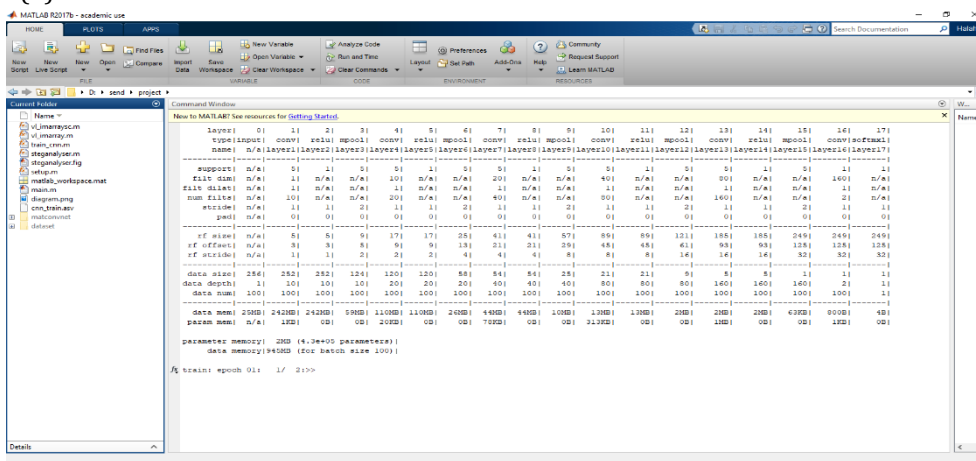 MATLAB R2017b - academic use
HOME PLOTS APPS
Search Documentation
Halaf
New Script
New Live Script
New
Open
Find Files
Compare
Import Data
Save Workspace
New Variable
Open Variable
Clear Workspace
Analyze Code
Run and Time
Clear Commands
Layout
Preferences
Set Path
Add-Ons
Help
Community
Request Support
Learn MATLAB
FILE VARIABLE CODE ENVIRONMENT RESOURCES
D: send project
Current Folder
Name
vl_imarraysc.m
vl_imarray.m
train_cnn.m
steganalyser.m
steganalyser.fig
setup.m
matlab_workspace.mat
main.m
diagram.png
cnn_train.asv
matconvnet
dataset
Details
Command Window
New to MATLAB? See resources for Getting Started.
W...
Name
layer| 0| 1| 2| 3| 4| 5| 6| 7| 8| 9| 10| 11| 12| 13| 14| 15| 16| 17|
type|input| conv| relu| mpool| conv| relu| mpool| conv| relu| mpool| conv| relu| mpool| conv| relu| mpool| conv|softmxl|
name| n/a|layer1|layer2|layer3|layer4|layer5|layer6|layer7|layer8|layer9|layer10|layer11|layer12|layer13|layer14|layer15|layer16|layer17|
support| n/a| 5| 1| 5| 5| 1| 5| 5| 1| 5| 5| 1| 5| 5| 1| 5| 1| 1|
filt dim| n/a| 1| n/a| n/a| 10| n/a| n/a| 20| n/a| n/a| 40| n/a| n/a| 80| n/a| n/a| 160| n/a|
filt dilat| n/a| 1| n/a| n/a| 1| n/a| n/a| 1| n/a| n/a| 1| n/a| n/a| 1| n/a| n/a| 1| n/a|
num filts| n/a| 10| n/a| n/a| 20| n/a| n/a| 40| n/a| n/a| 80| n/a| n/a| 160| n/a| n/a| 2| n/a|
stride| n/a| 1| 1| 2| 1| 1| 2| 1| 1| 2| 1| 1| 2| 1| 1| 2| 1| 1|
pad| n/a| 0| 0| 0| 0| 0| 0| 0| 0| 0| 0| 0| 0| 0| 0| 0| 0| 0|
rf size| n/a| 5| 5| 9| 17| 17| 25| 41| 41| 57| 89| 89| 121| 185| 185| 249| 249| 249|
rf offset| n/a| 3| 3| 5| 9| 9| 13| 21| 21| 29| 45| 45| 61| 93| 93| 125| 125| 125|
rf stride| n/a| 1| 1| 2| 2| 2| 4| 4| 4| 8| 8| 8| 16| 16| 16| 32| 32| 32|
data size| 256| 252| 252| 124| 120| 120| 58| 54| 54| 25| 21| 21| 9| 5| 5| 1| 1| 1|
data depth| 1| 10| 10| 10| 20| 20| 20| 40| 40| 40| 80| 80| 80| 160| 160| 160| 2| 1|
data num| 100| 100| 100| 100| 100| 100| 100| 100| 100| 100| 100| 100| 100| 100| 100| 100| 100| 1|
data mem| 25MB| 242MB| 242MB| 59MB| 110MB| 110MB| 26MB| 44MB| 44MB| 10MB| 13MB| 13MB| 2MB| 2MB| 2MB| 63KB| 800B| 4B|
param mem| n/a| 1KB| 0B| 0B| 20KB| 0B| 0B| 78KB| 0B| 0B| 313KB| 0B| 0B| 1MB| 0B| 0B| 1KB| 0B|
parameter memory| 2MB (4.3e+05 parameters)|
data memory|945MB (for batch size 100)|
fx train: epoch 01: 1/ 2:>>